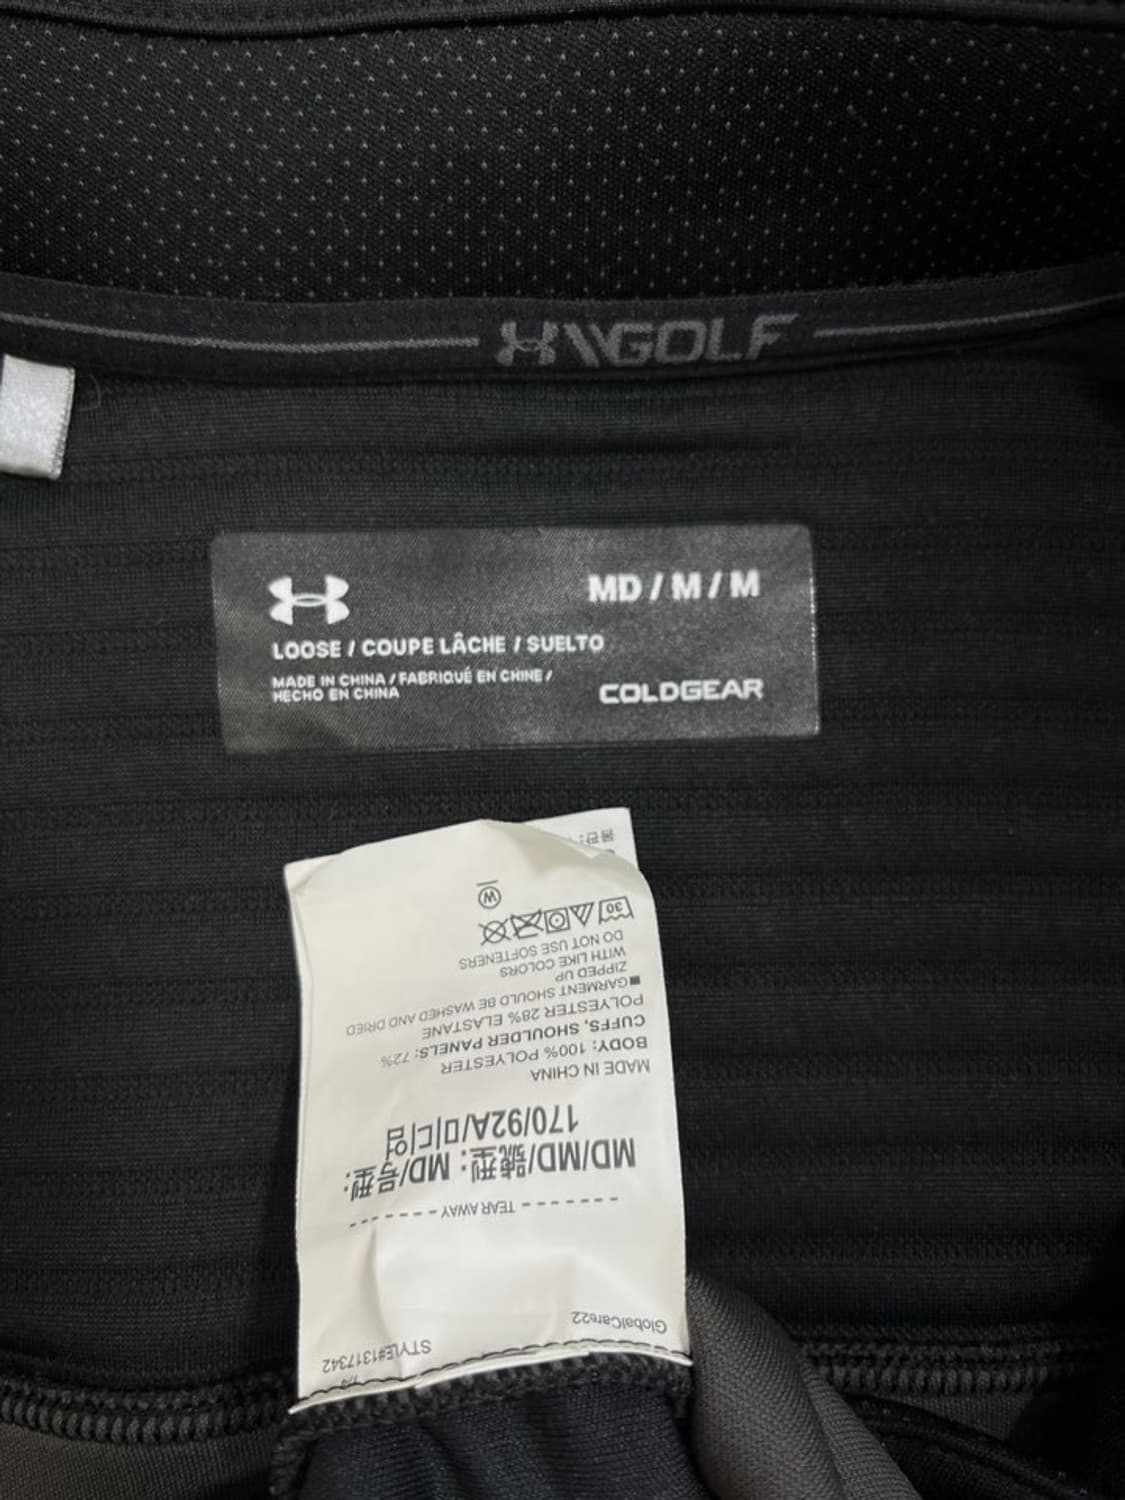 GOLF
MD / M / M
LOOSE / COUPE LÂCHE / SUELTO
MADE IN CHINA / FABRIQUÉ EN CHINE /
HECHO EN CHINA
COLDGEAR
1/4
STYLE#1317342
GlobalCare22
TEAR AWAY
MD/MD/號型: MD/号型:
170/92A/미디엄
MADE IN CHINA
BODY: 100% POLYESTER
CUFFS, SHOULDER PANELS: 72%
POLYESTER 28% ELASTANE
■GARMENT SHOULD BE WASHED AND DRIED
ZIPPED UP
WITH LIKE COLORS
DO NOT USE SOFTENERS
30
W